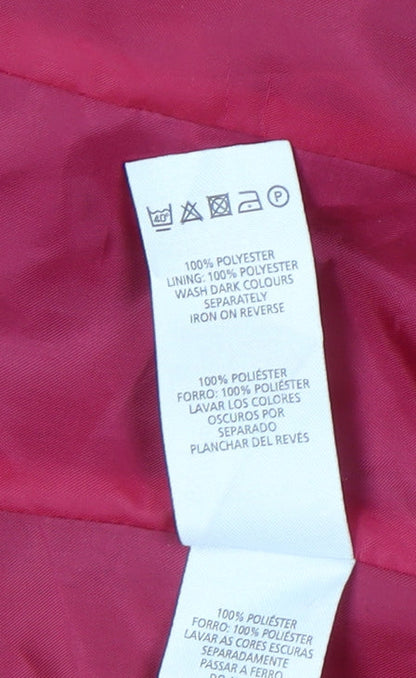 40° P
100% POLYESTER
LINING: 100% POLYESTER
WASH DARK COLOURS
SEPARATELY
IRON ON REVERSE
100% POLIÉSTER
FORRO: 100% POLIÉSTER
LAVAR LOS COLORES
OSCUROS POR
SEPARADO
PLANCHAR DEL REVÉS
100% POLIÉSTER
FORRO: 100% POLIÉSTER
LAVAR AS CORES ESCURAS
SEPARADAMENTE
PASSAR A FERRO